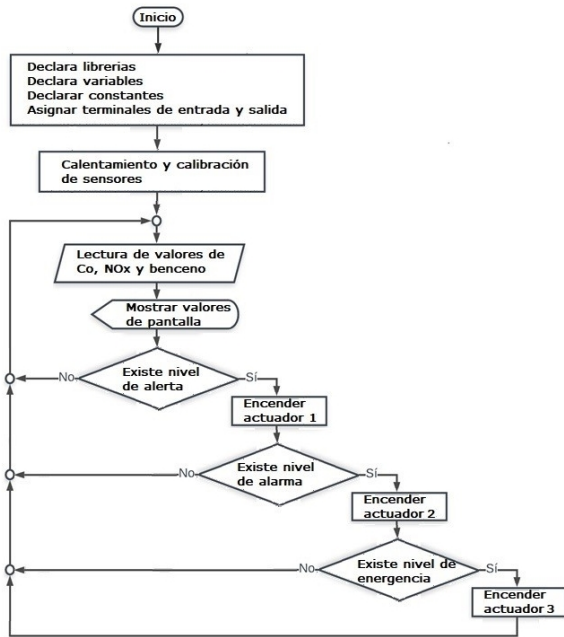 Inicio
Declara librerias
Declara variables
Declarar constantes
Asignar terminales de entrada y salida
Calentamiento y calibración
de sensores
Lectura de valores de
Co, NOx y benceno
Mostrar valores
de pantalla
Existe nivel
de alerta
No
Sí
Encender
actuador 1
Existe nivel
de alarma
No
Sí
Encender
actuador 2
Existe nivel de
energencia
No
Sí
Encender
actuador 3